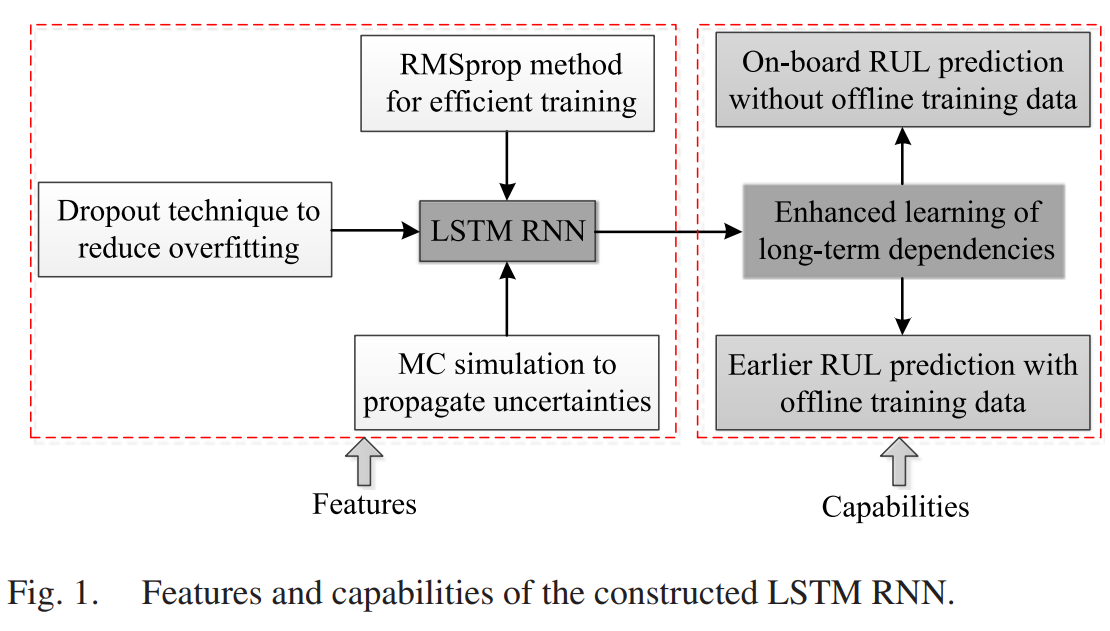 RMSprop method
for efficient training
Dropout technique to
reduce overfitting
LSTM RNN
MC simulation to
propagate uncertainties
Features
On-board RUL prediction
without offline training data
Enhanced learning of
long-term dependencies
Earlier RUL prediction with
offline training data
Capabilities
Fig. 1. Features and capabilities of the constructed LSTM RNN.